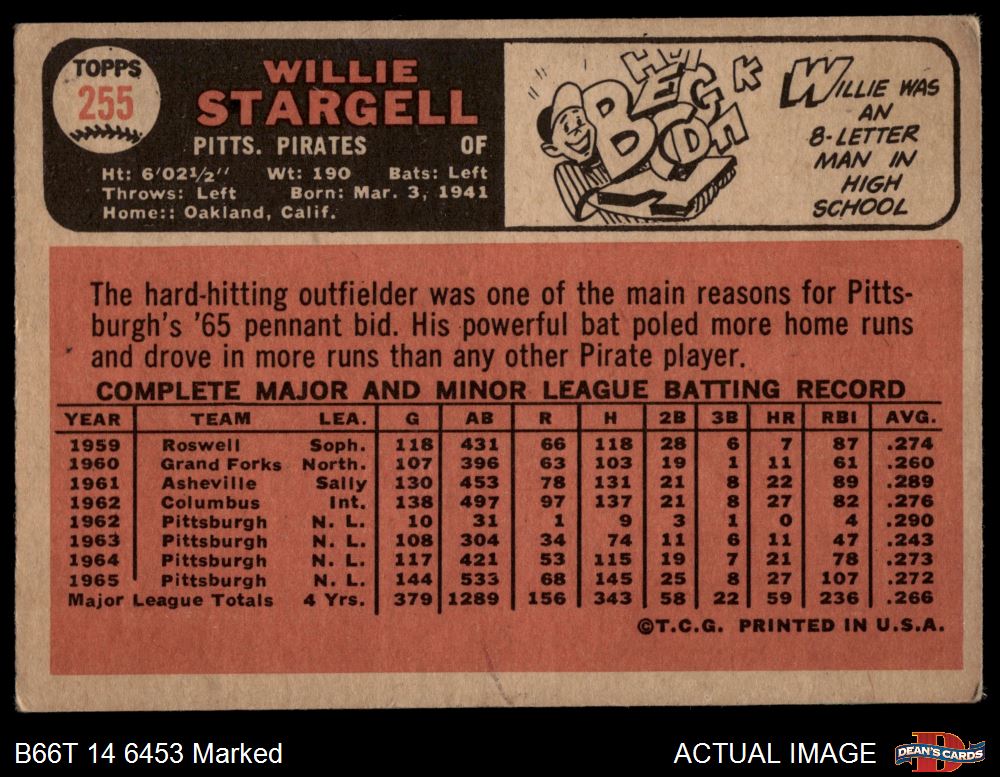 TOPPS
255
WILLIE
STARGELL
PITTS. PIRATES OF
Ht: 6'02½" Wt: 190 Bats: Left
Throws: Left Born: Mar. 3, 1941
Home:: Oakland, Calif.
WILLIE WAS
AN
8-LETTER
MAN IN
HIGH
SCHOOL
The hard-hitting outfielder was one of the main reasons for Pitts-
burgh's '65 pennant bid. His powerful bat poled more home runs
and drove in more runs than any other Pirate player.
COMPLETE MAJOR AND MINOR LEAGUE BATTING RECORD
YEAR TEAM LEA. G AB R H 2B 3B HR RBI AVG.
1959 Roswell Soph. 118 431 66 118 28 6 7 87 .274
1960 Grand Forks North. 107 396 63 103 19 1 11 61 .260
1961 Asheville Sally 130 453 78 131 21 8 22 89 .289
1962 Columbus Int. 138 497 97 137 21 8 27 82 .276
1962 Pittsburgh N. L. 10 31 1 9 3 1 0 4 .290
1963 Pittsburgh N. L. 108 304 34 74 11 6 11 47 .243
1964 Pittsburgh N. L. 117 421 53 115 19 7 21 78 .273
1965 Pittsburgh N. L. 144 533 68 145 25 8 27 107 .272
Major League Totals 4 Yrs. 379 1289 156 343 58 22 59 236 .266
©T.C.G. PRINTED IN U.S.A.
B66T 14 6453 Marked
ACTUAL IMAGE
DEAN'S CARDS